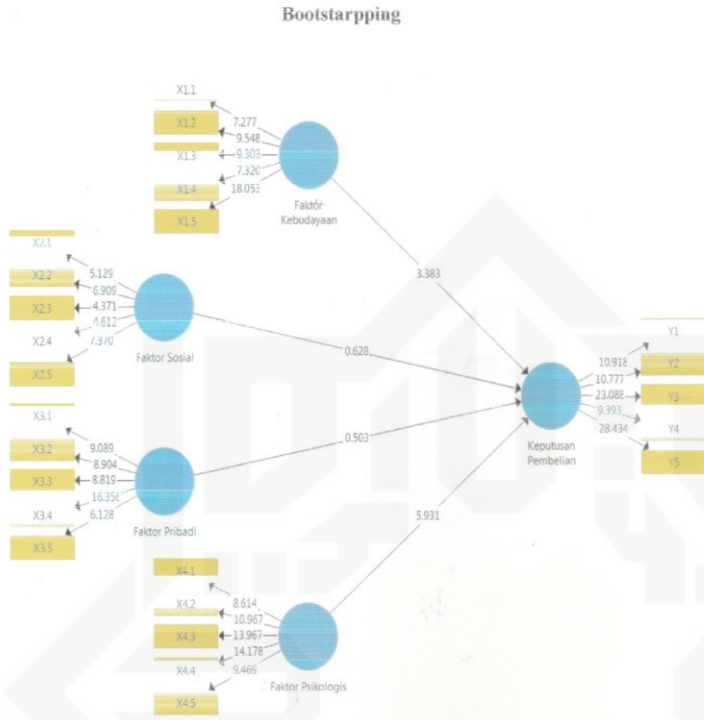 Bootstarpping
X1.1
X1.2
X1.3
X1.4
X1.5
7.277
9.548
9.303
7.320
18.053
Faktor
Kebudayaan
3.383
X2.1
X2.2
X2.3
X2.4
X2.5
5.129
6.909
4.371
4.612
7.370
Faktor Sosial
0.628
X3.1
X3.2
X3.3
X3.4
X3.5
9.089
8.904
8.819
16.356
6.128
Faktor Pribadi
0.503
X4.1
X4.2
X4.3
X4.4
X4.5
8.614
10.967
13.967
14.178
9.469
Faktor Psikologis
5.931
Keputusan
Pembelian
10.918
10.777
23.088
9.393
28.434
Y1
Y2
Y3
Y4
Y5